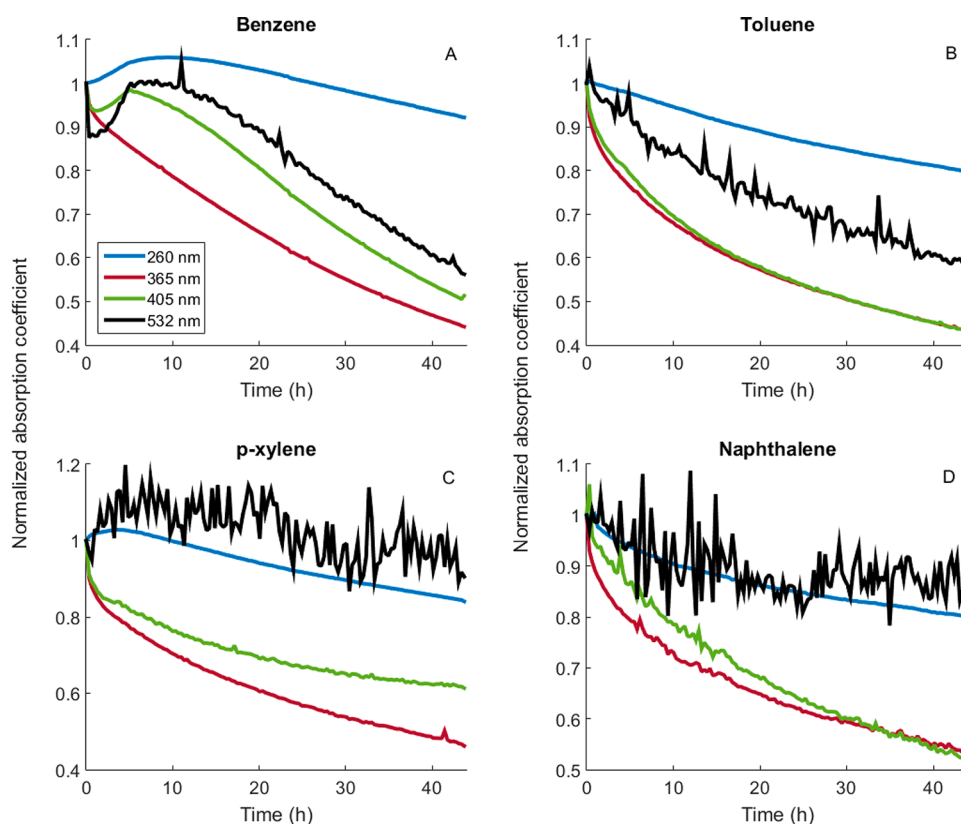 Benzene
A
1.1
1
0.9
0.8
0.7
0.6
0.5
0.4
260 nm
365 nm
405 nm
532 nm
0 10 20 30 40
Time (h)
Normalized absorption coefficient
Toluene
B
1.1
1
0.9
0.8
0.7
0.6
0.5
0.4
0 10 20 30 40
Time (h)
Normalized absorption coefficient
p-xylene
C
1.2
1
0.8
0.6
0.4
0 10 20 30 40
Time (h)
Naphthalene
D
1.1
1
0.9
0.8
0.7
0.6
0.5
0 10 20 30 40
Time (h)